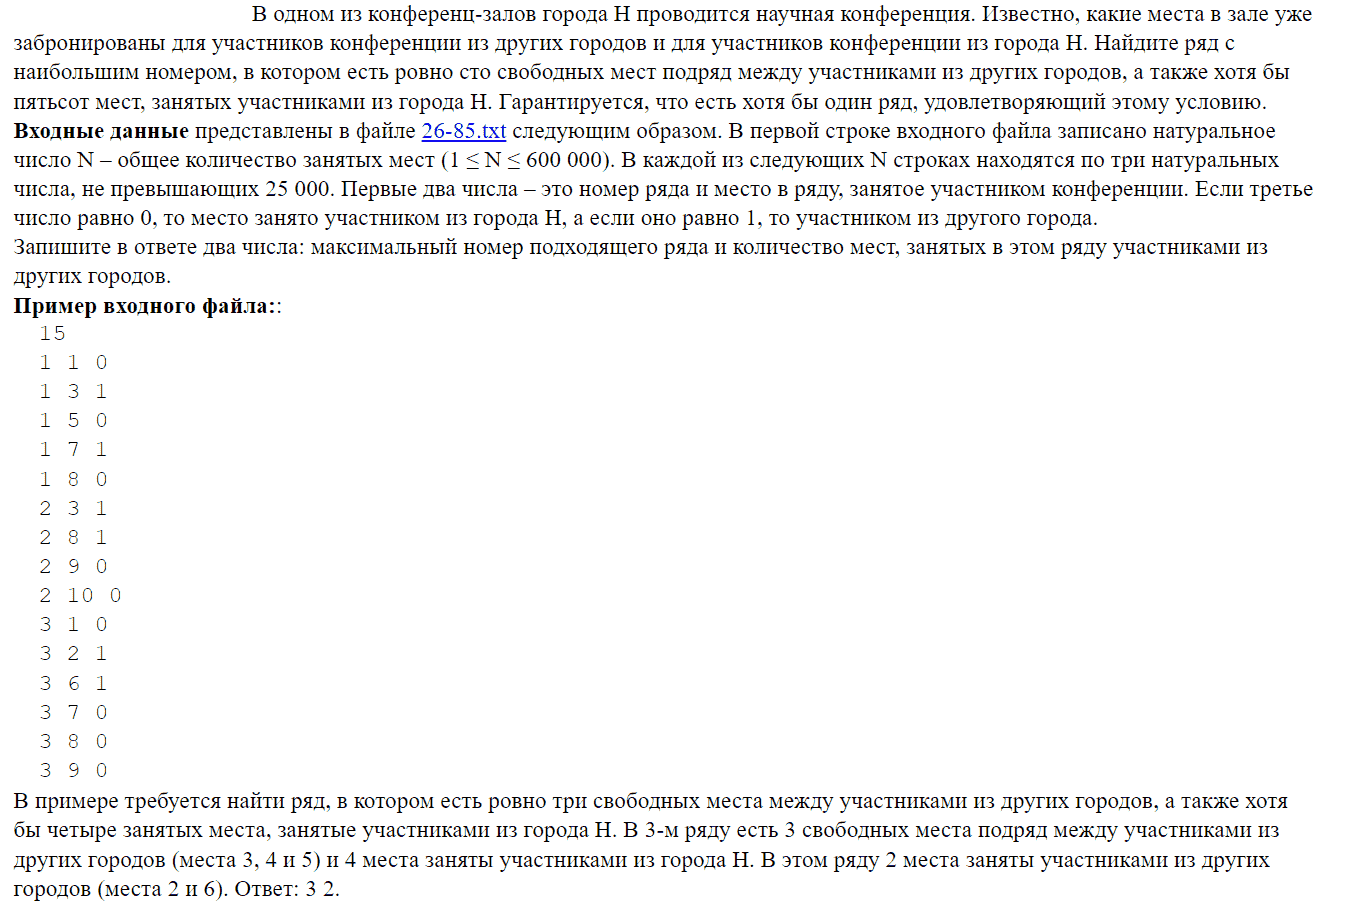 В одном из конференц-залов города Н проводится научная конференция. Известно, какие места в зале уже
забронированы для участников конференции из других городов и для участников конференции из города Н. Найдите ряд с
наибольшим номером, в котором есть ровно сто свободных мест подряд между участниками из других городов, а также хотя бы
пятьсот мест, занятых участниками из города Н. Гарантируется, что есть хотя бы один ряд, удовлетворяющий этому условию.
Входные данные представлены в файле 26-85.txt следующим образом. В первой строке входного файла записано натуральное
число N – общее количество занятых мест (1 ≤ N ≤ 600 000). В каждой из следующих N строках находятся по три натуральных
числа, не превышающих 25 000. Первые два числа – это номер ряда и место в ряду, занятое участником конференции. Если третье
число равно 0, то место занято участником из города Н, а если оно равно 1, то участником из другого города.
Запишите в ответе два числа: максимальный номер подходящего ряда и количество мест, занятых в этом ряду участниками из
других городов.
Пример входного файла::
15
1 1 0
1 3 1
1 5 0
1 7 1
1 8 0
2 3 1
2 8 1
2 9 0
2 10 0
3 1 0
3 2 1
3 6 1
3 7 0
3 8 0
3 9 0
В примере требуется найти ряд, в котором есть ровно три свободных места между участниками из других городов, а также хотя
бы четыре занятых места, занятые участниками из города Н. В 3-м ряду есть 3 свободных места подряд между участниками из
других городов (места 3, 4 и 5) и 4 места заняты участниками из города Н. В этом ряду 2 места заняты участниками из других
городов (места 2 и 6). Ответ: 3 2.